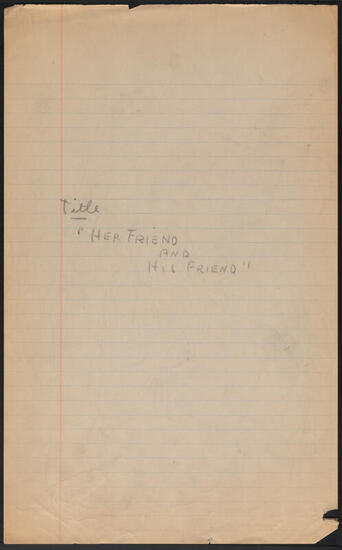 Title
"HER FRIEND
AND
HIS FRIEND"